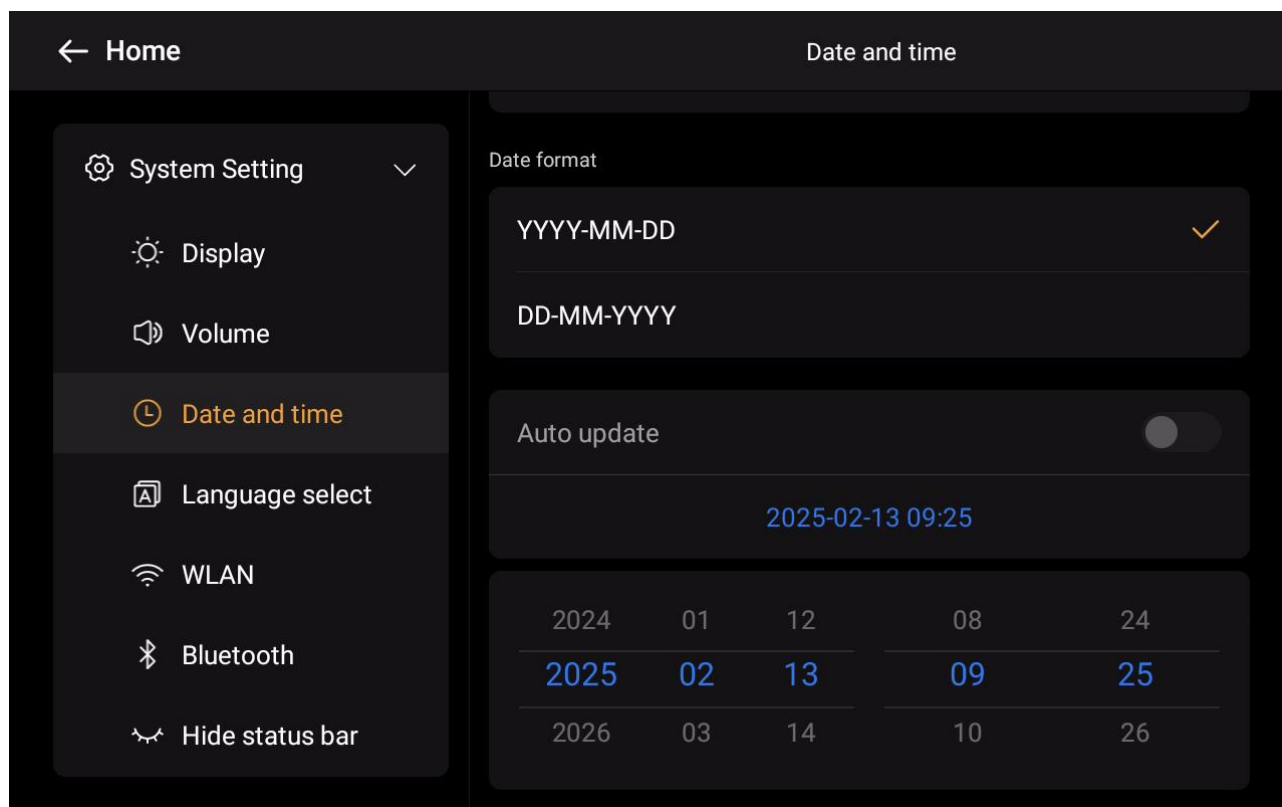 Home
Date and time
System Setting
Display
Volume
Date and time
Language select
WLAN
Bluetooth
Hide status bar
Date format
YYYY-MM-DD
DD-MM-YYYY
Auto update
2025-02-13 09:25
2024 01 12 08 24
2025 02 13 09 25
2026 03 14 10 26